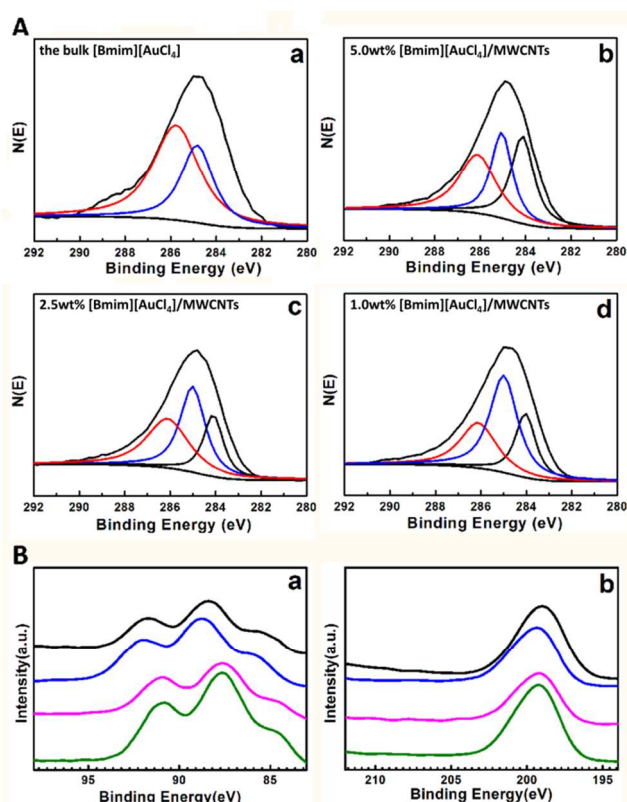 A
the bulk [Bmim][AuCl4]
a
N(E)
292 290 288 286 284 282 280
Binding Energy (eV)
5.0wt% [Bmim][AuCl4]/MWCNTs
b
N(E)
292 290 288 286 284 282 280
Binding Energy (eV)
2.5wt% [Bmim][AuCl4]/MWCNTs
c
N(E)
292 290 288 286 284 282 280
Binding Energy (eV)
1.0wt% [Bmim][AuCl4]/MWCNTs
d
N(E)
292 290 288 286 284 282 280
Binding Energy (eV)
B
a
Intensity(a.u.)
95 90 85
Binding Energy(eV)
b
Intensity(a.u.)
210 205 200 195
Binding Energy(eV)